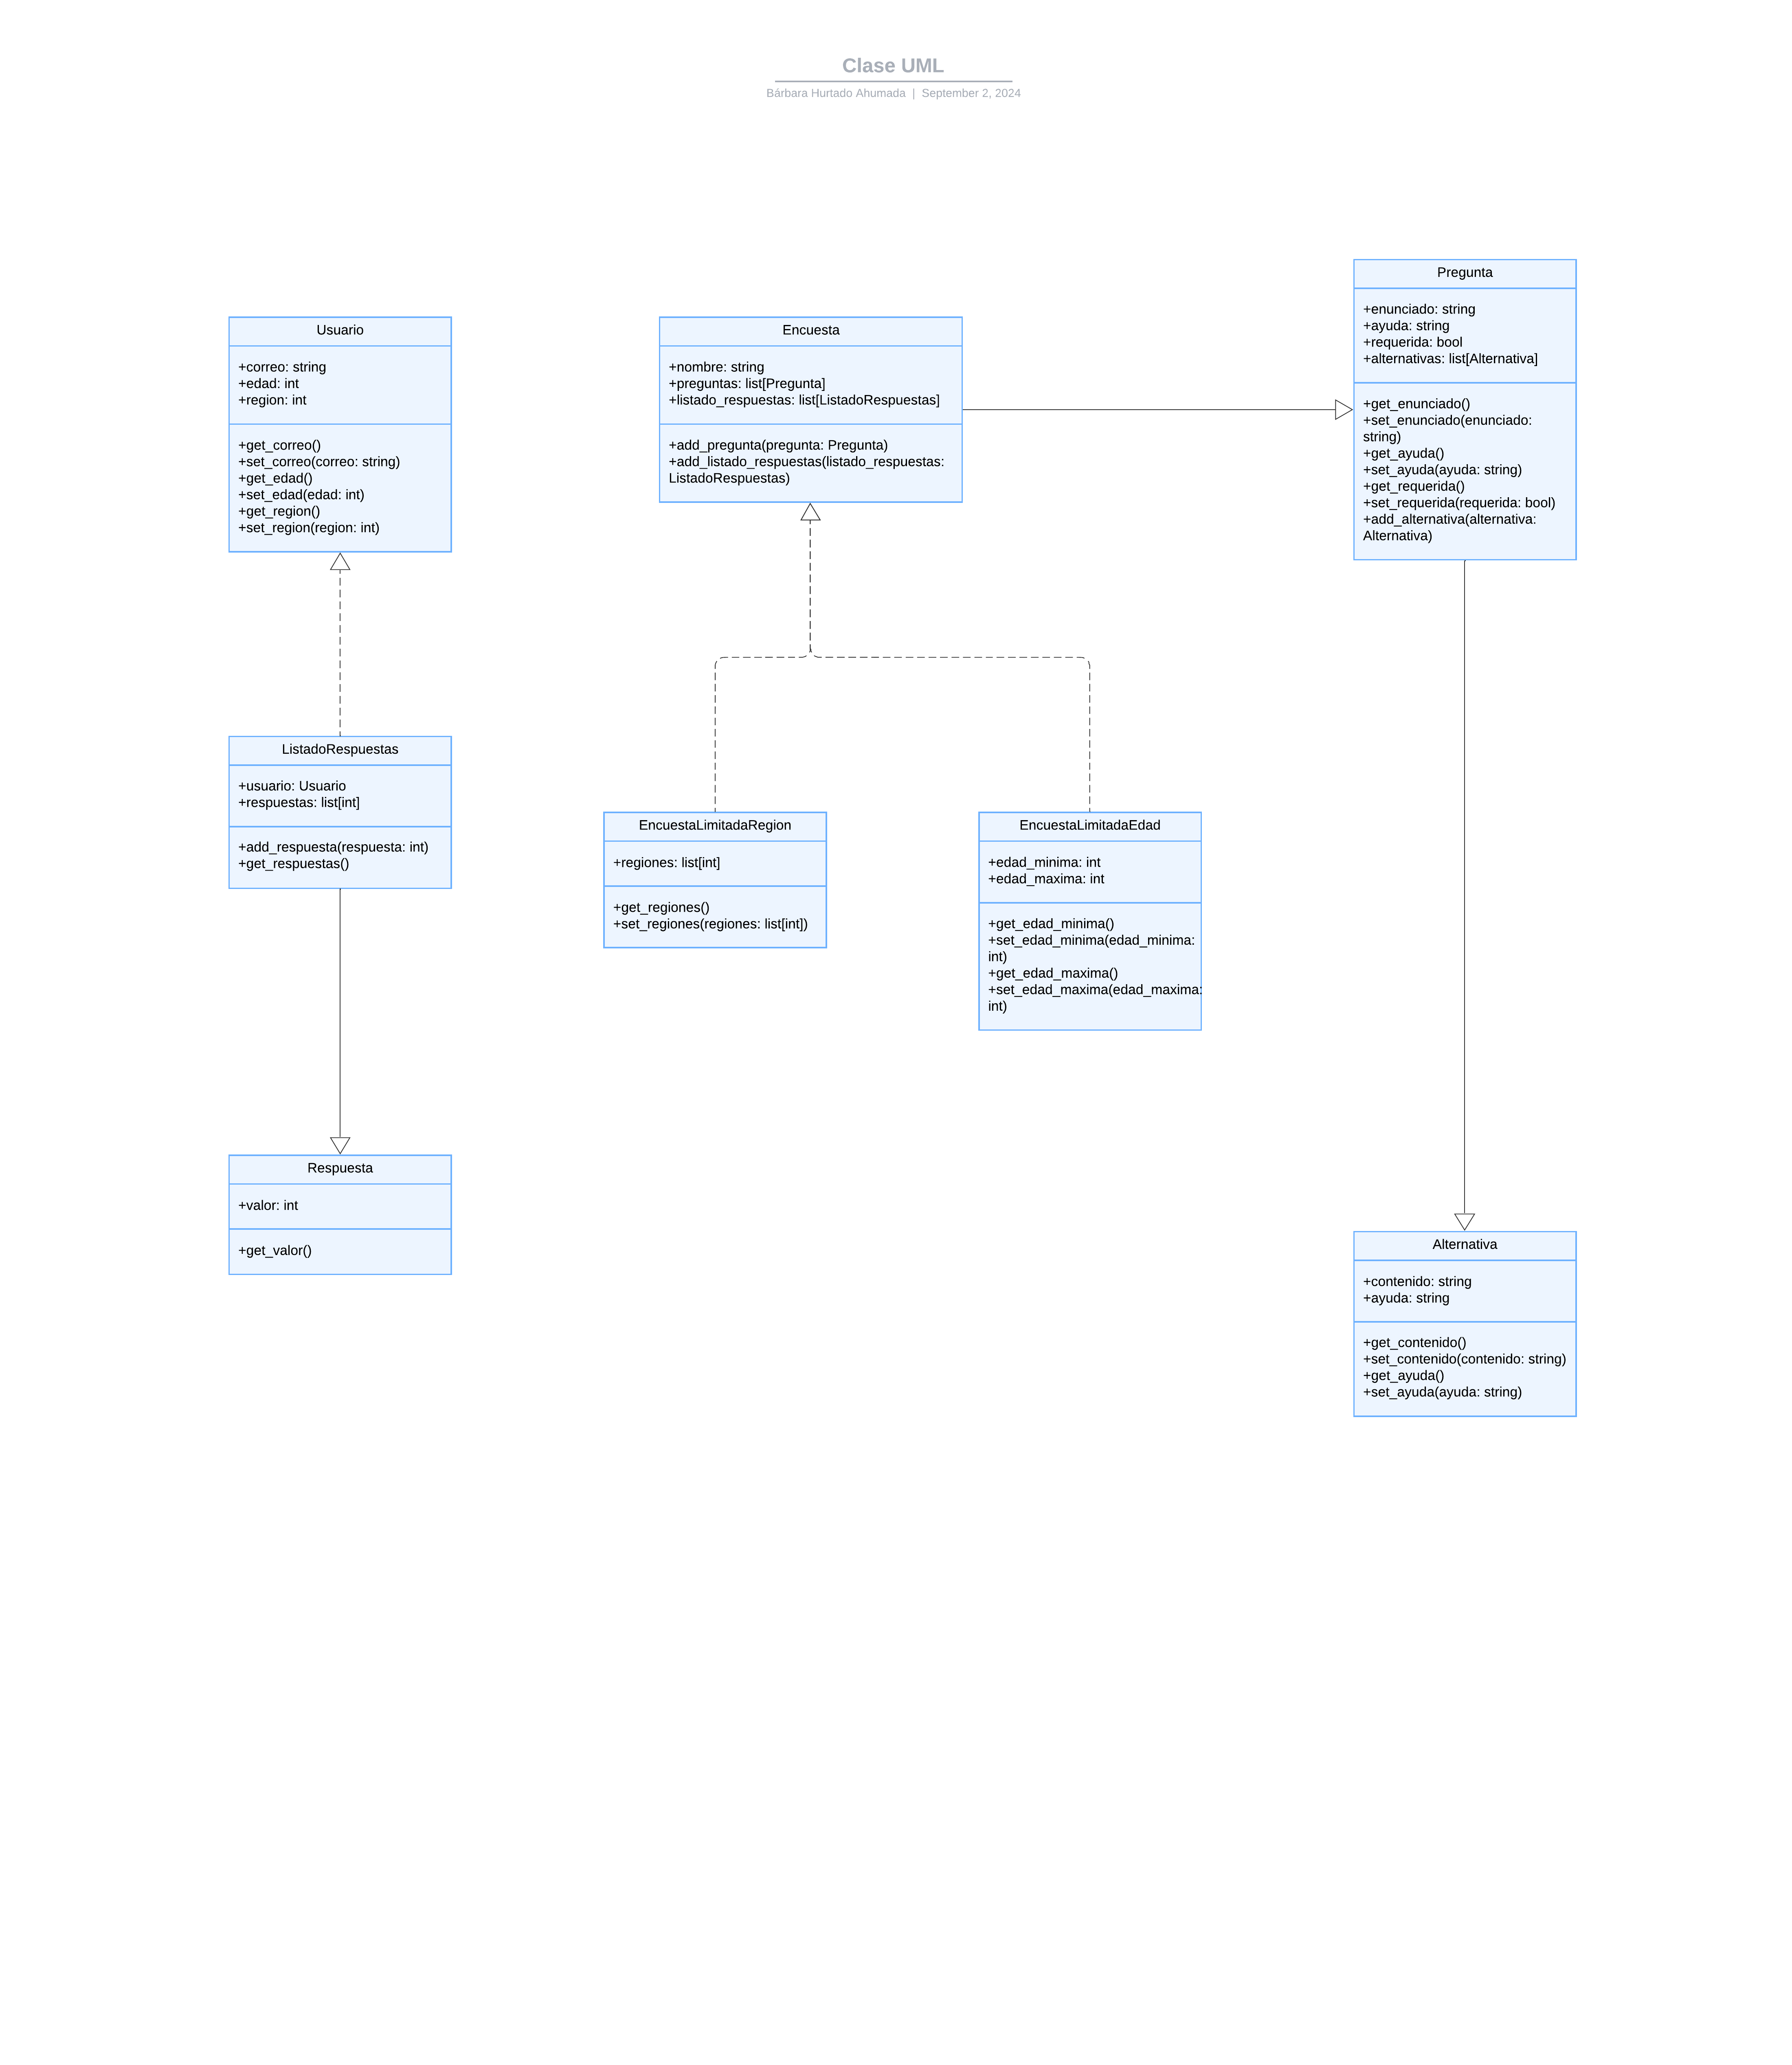 Clase UML
Bárbara Hurtado Ahumada | September 2, 2024
Usuario
+correo: string
+edad: int
+region: int
+get_correo()
+set_correo(correo: string)
+get_edad()
+set_edad(edad: int)
+get_region()
+set_region(region: int)
Encuesta
+nombre: string
+preguntas: list[Pregunta]
+listado_respuestas: list[ListadoRespuestas]
+add_pregunta(pregunta: Pregunta)
+add_listado_respuestas(listado_respuestas:
ListadoRespuestas)
Pregunta
+enunciado: string
+ayuda: string
+requerida: bool
+alternativas: list[Alternativa]
+get_enunciado()
+set_enunciado(enunciado:
string)
+get_ayuda()
+set_ayuda(ayuda: string)
+get_requerida()
+set_requerida(requerida: bool)
+add_alternativa(alternativa:
Alternativa)
ListadoRespuestas
+usuario: Usuario
+respuestas: list[int]
+add_respuesta(respuesta: int)
+get_respuestas()
EncuestaLimitadaRegion
+regiones: list[int]
+get_regiones()
+set_regiones(regiones: list[int])
EncuestaLimitadaEdad
+edad_minima: int
+edad_maxima: int
+get_edad_minima()
+set_edad_minima(edad_minima:
int)
+get_edad_maxima()
+set_edad_maxima(edad_maxima:
int)
Respuesta
+valor: int
+get_valor()
Alternativa
+contenido: string
+ayuda: string
+get_contenido()
+set_contenido(contenido: string)
+get_ayuda()
+set_ayuda(ayuda: string)